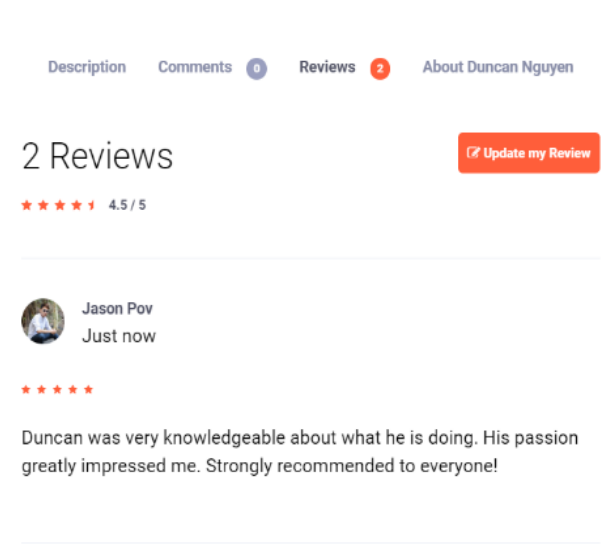 Description Comments 0 Reviews 2 About Duncan Nguyen
2 Reviews
Update my Review
4.5 / 5
Jason Pov
Just now
Duncan was very knowledgeable about what he is doing. His passion
greatly impressed me. Strongly recommended to everyone!